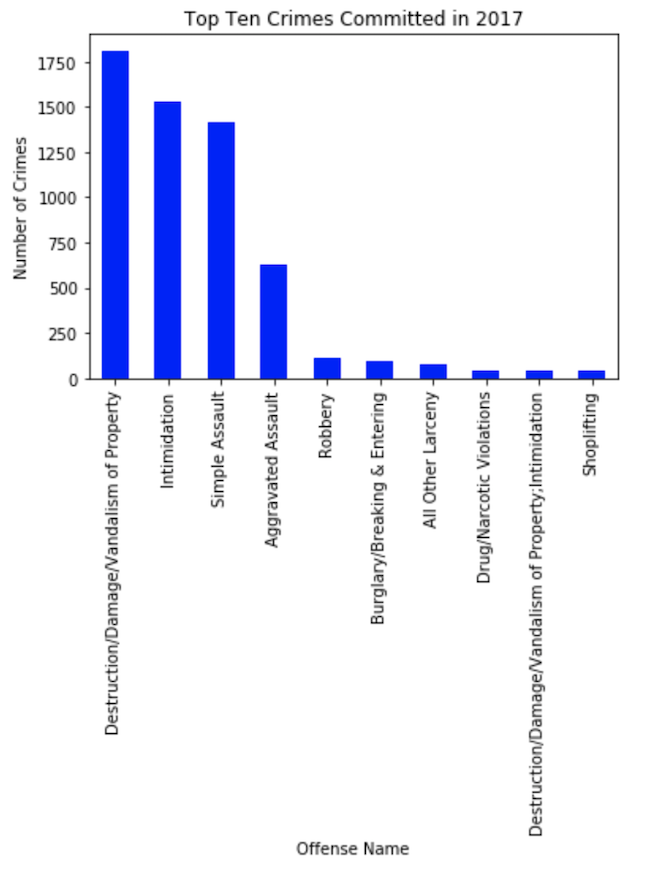 Top Ten Crimes Committed in 2017
Number of Crimes
1750
1500
1250
1000
750
500
250
0
Destruction/Damage/Vandalism of Property
Intimidation
Simple Assault
Aggravated Assault
Robbery
Burglary/Breaking & Entering
All Other Larceny
Drug/Narcotic Violations
Destruction/Damage/Vandalism of Property;Intimidation
Shoplifting
Offense Name